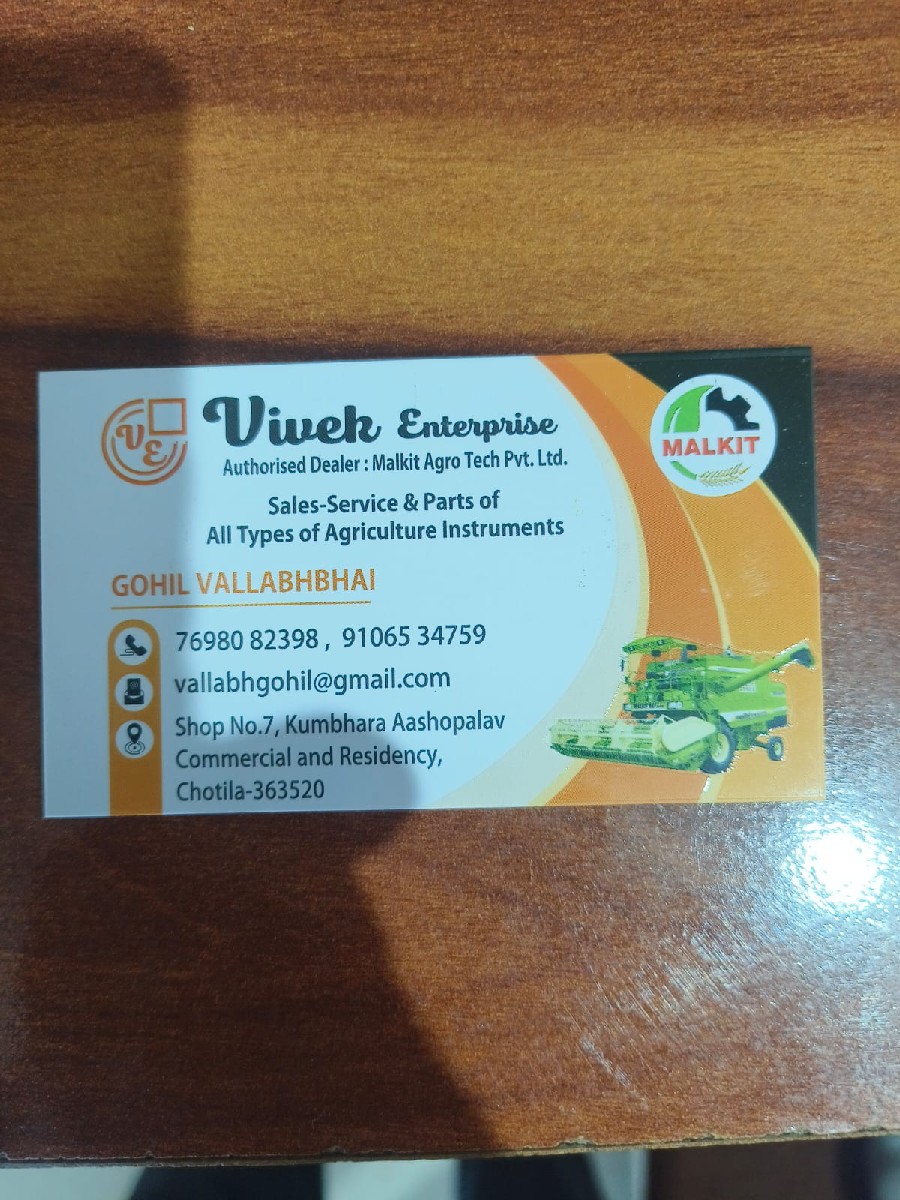 VE
Vivek Enterprise
Authorised Dealer : Malkit Agro Tech Pvt. Ltd.
MALKIT
Sales-Service & Parts of
All Types of Agriculture Instruments
GOHIL VALLABHBHAI
76980 82398 , 91065 34759
vallabhgohil@gmail.com
Shop No.7, Kumbhara Aashopalav
Commercial and Residency,
Chotila-363520